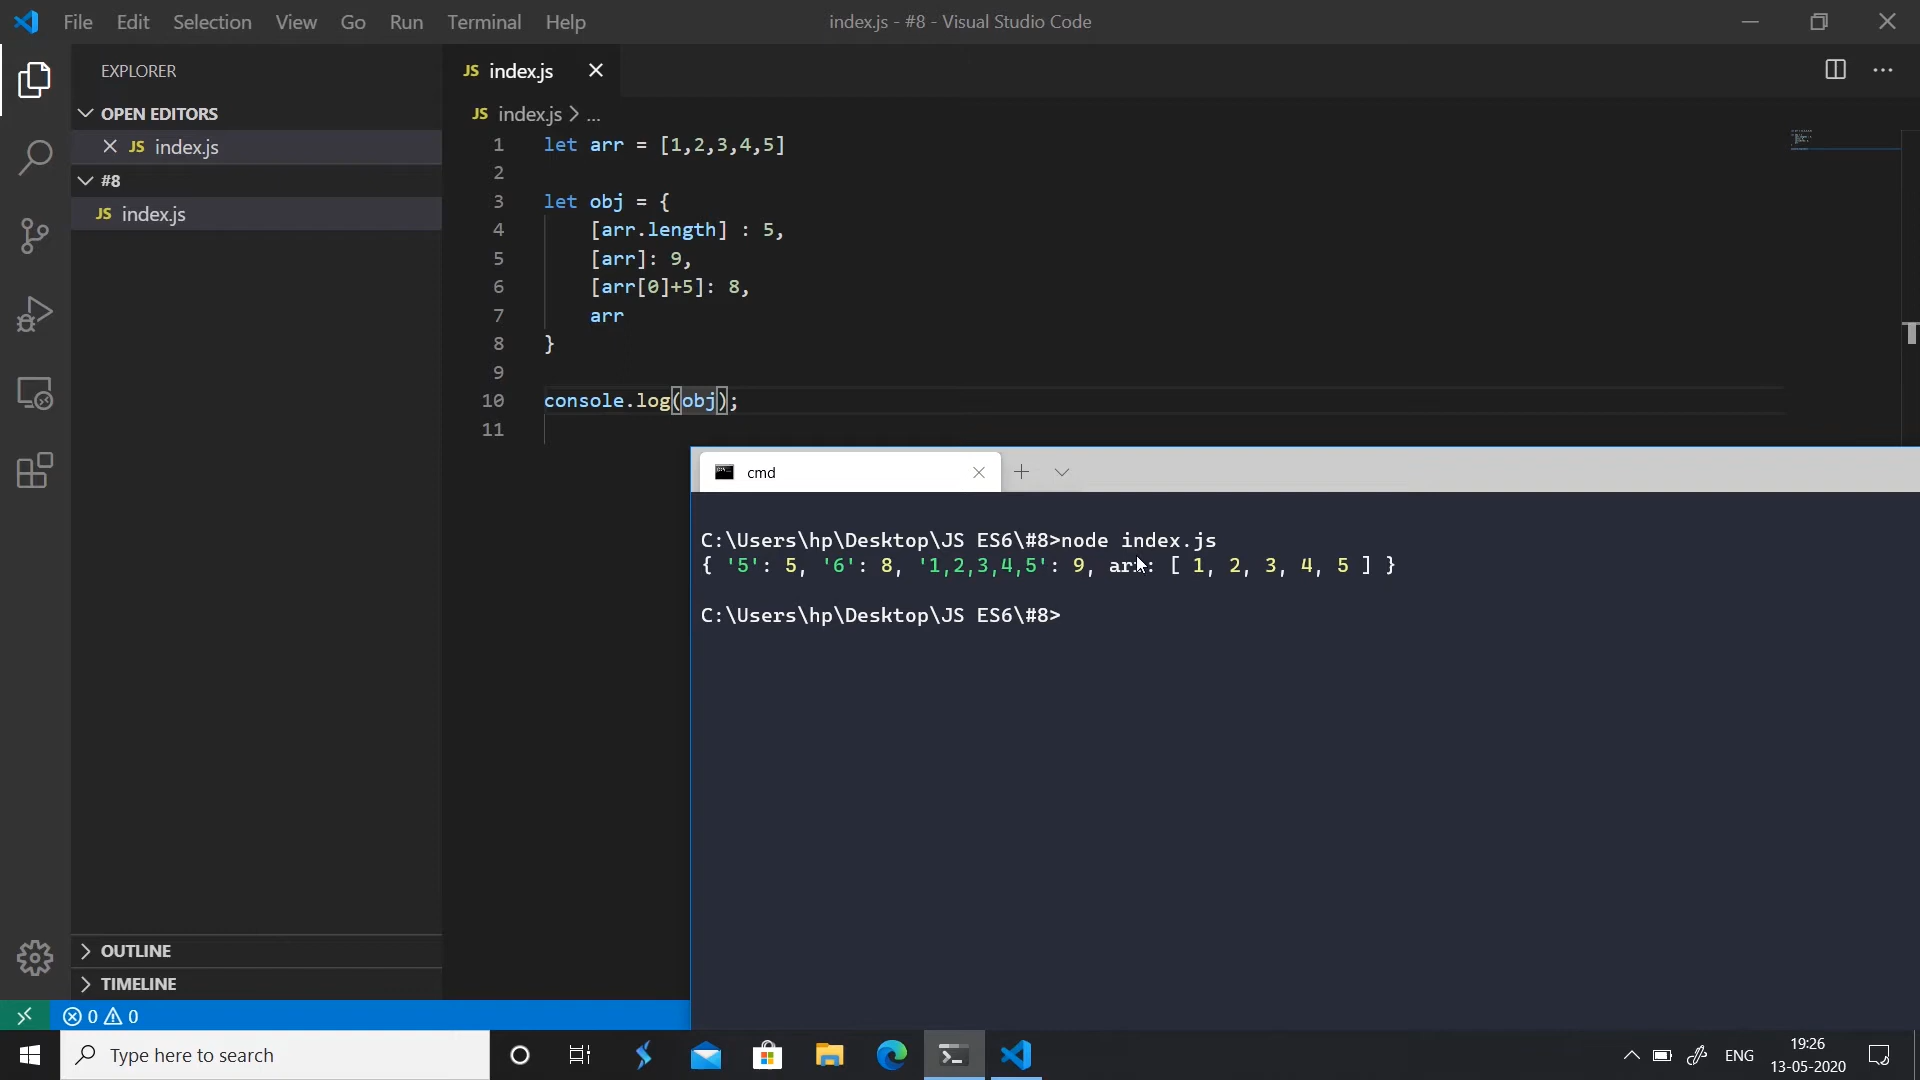 File Edit Selection View Go Run Terminal Help
index.js - #8 - Visual Studio Code
EXPLORER
OPEN EDITORS
JS index.js
#8
JS index.js
OUTLINE
TIMELINE
JS index.js
JS index.js > ...
1 let arr = [1,2,3,4,5]
2
3 let obj = {
4 [arr.length] : 5,
5 [arr]: 9,
6 [arr[0]+5]: 8,
7 arr
8 }
9
10 console.log(obj);
11
cmd
C:\Users\hp\Desktop\JS ES6\#8>node index.js
{ '5': 5, '6': 8, '1,2,3,4,5': 9, arr: [ 1, 2, 3, 4, 5 ] }
C:\Users\hp\Desktop\JS ES6\#8>
0 0
Type here to search
ENG
19:26
13-05-2020